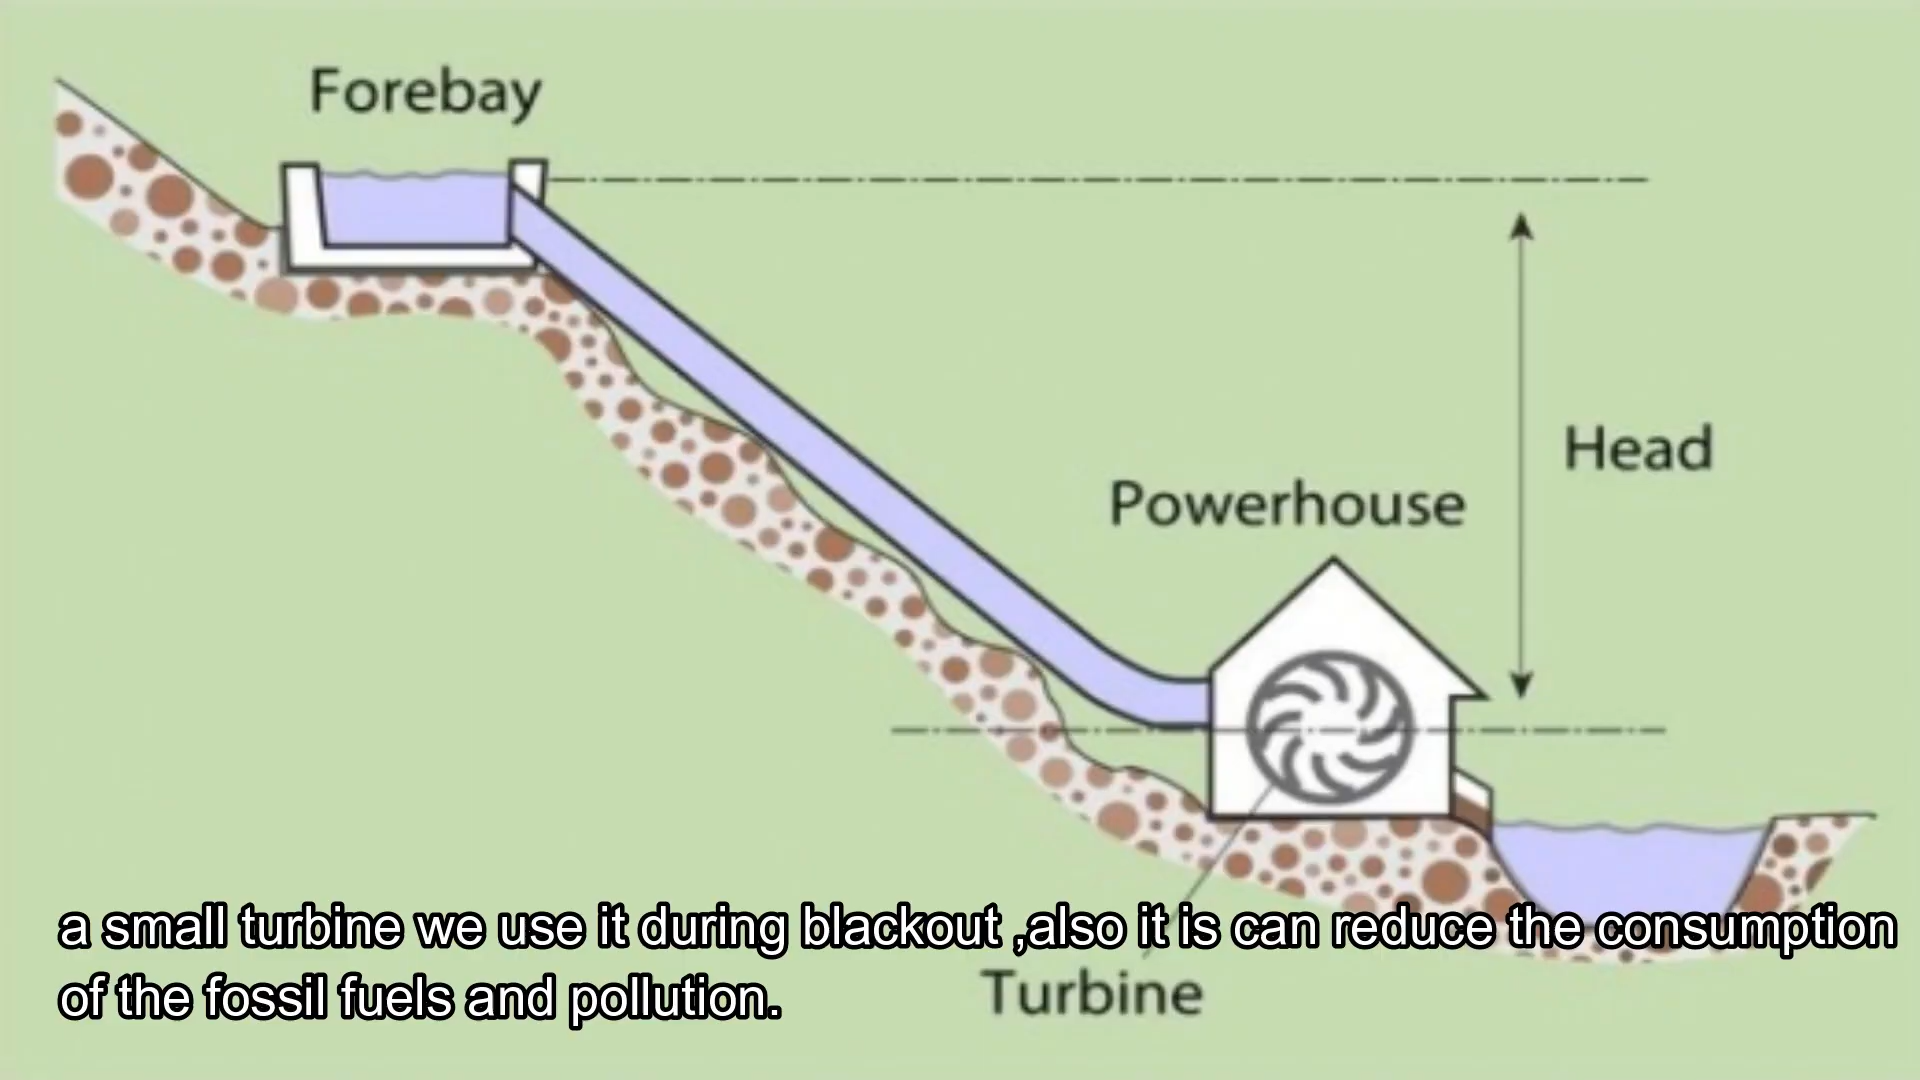 Forebay
Head
Powerhouse
a small turbine we use it during blackout ,also it is can reduce the consumption
of the fossil fuels and pollution.
Turbine